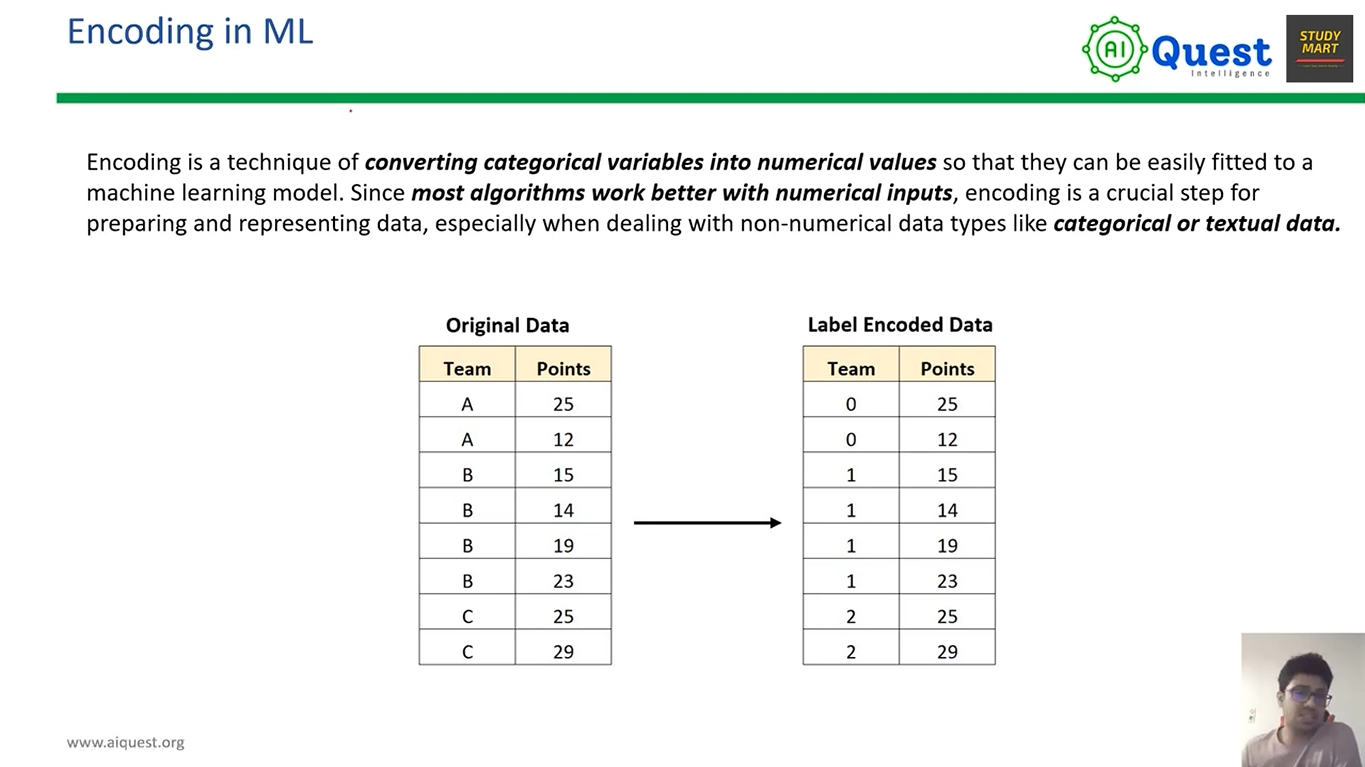 Encoding in ML
AI Quest
Intelligence
STUDY
MART
Encoding is a technique of converting categorical variables into numerical values so that they can be easily fitted to a
machine learning model. Since most algorithms work better with numerical inputs, encoding is a crucial step for
preparing and representing data, especially when dealing with non-numerical data types like categorical or textual data.
Original Data
Team Points
A 25
A 12
B 15
B 14
B 19
B 23
C 25
C 29
Label Encoded Data
Team Points
0 25
0 12
1 15
1 14
1 19
1 23
2 25
2 29
www.aiquest.org